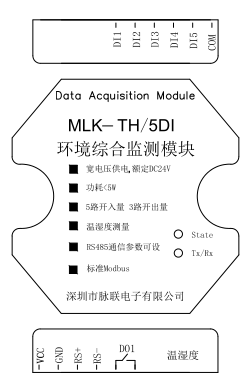 DI1
DI2
DI3
DI4
DI5
COM
Data Acquisition Module
MLK-TH/5DI
环境综合监测模块
宽电压供电,额定DC24V
功耗<5W
5路开入量 3路开出量
温湿度测量
RS485通信参数可设
标准Modbus
State
Tx/Rx
深圳市脉联电子有限公司
VCC
GND
RS+
RS-
DO1
温湿度